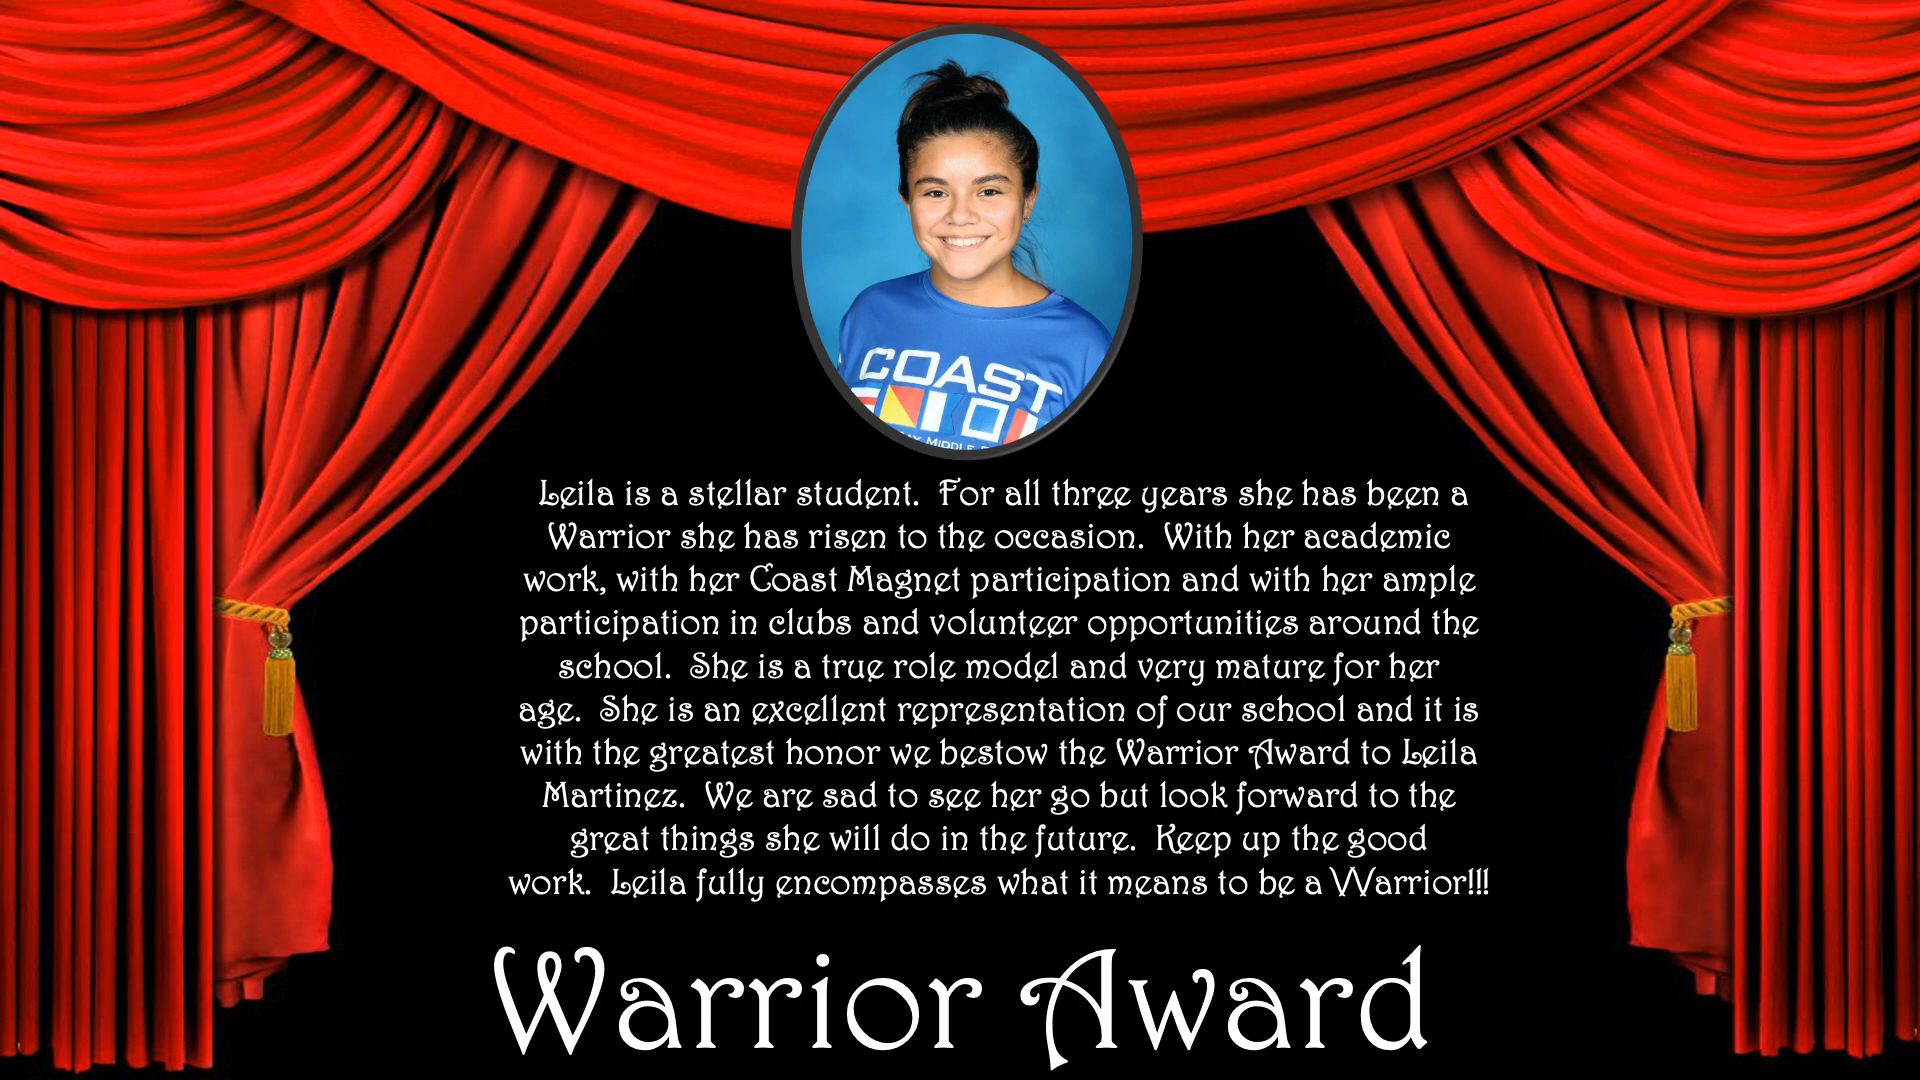 COAST
MIDDLE
Leila is a stellar student.  For all three years she has been a
Warrior she has risen to the occasion.  With her academic
work, with her Coast Magnet participation and with her ample
participation in clubs and volunteer opportunities around the
school.  She is a true role model and very mature for her
age.  She is an excellent representation of our school and it is
with the greatest honor we bestow the Warrior Award to Leila
Martinez.  We are sad to see her go but look forward to the
great things she will do in the future.  Keep up the good
work.  Leila fully encompasses what it means to be a Warrior!!!
Warrior Award